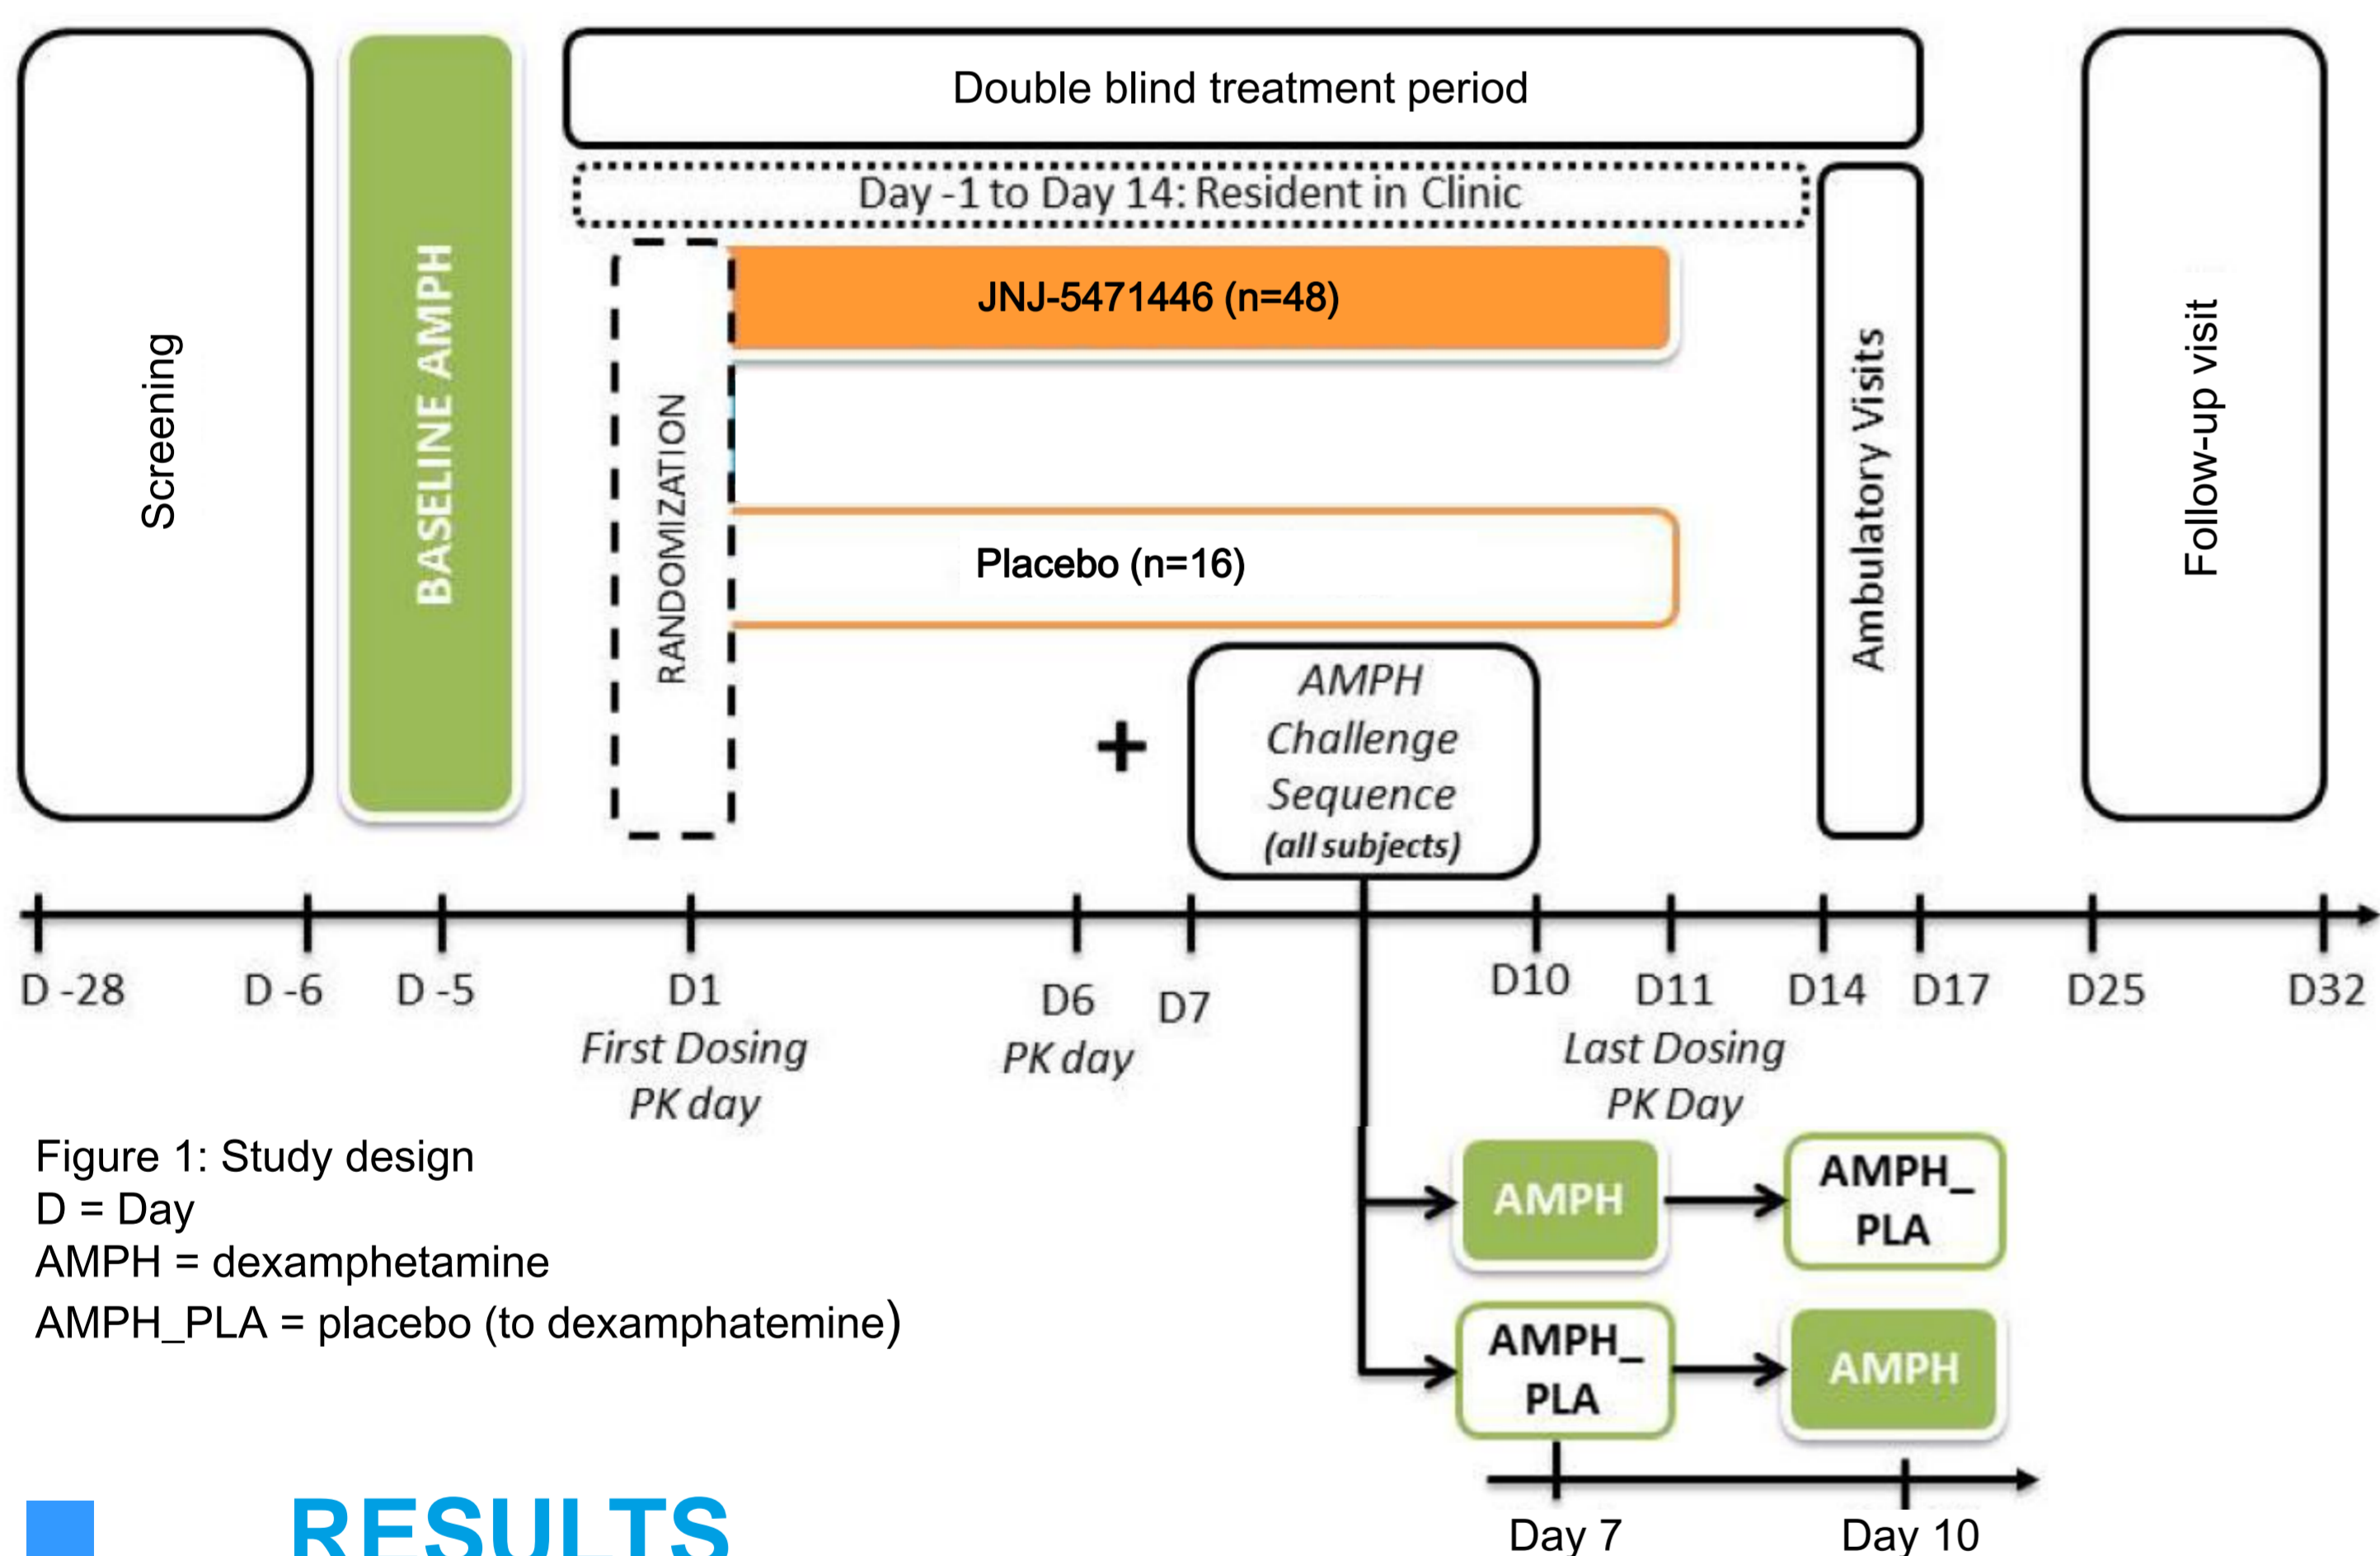 Double blind treatment period
Day -1 to Day 14: Resident in Clinic
Screening
BASELINE AMPH
RANDOMIZATION
JNJ-5471446 (n=48)
Placebo (n=16)
Ambulatory Visits
Follow-up visit
+
AMPH
Challenge
Sequence
(all subjects)
D -28
D -6
D -5
D1
First Dosing
PK day
D6
PK day
D7
D10
D11
Last Dosing
PK Day
D14
D17
D25
D32
Figure 1: Study design
D = Day
AMPH = dexamphetamine
AMPH_PLA = placebo (to dexamphatemine)
AMPH
AMPH_
PLA
AMPH_
PLA
AMPH
Day 7
Day 10
RESULTS